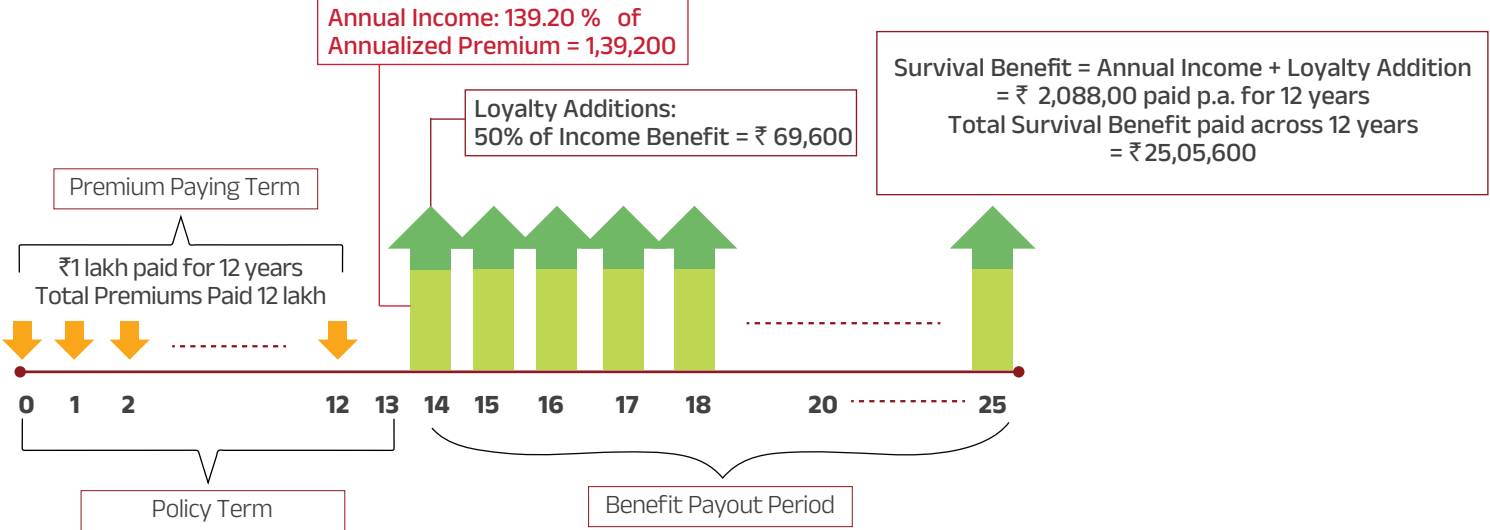 Annual Income: 139.20 % of
Annualized Premium = 1,39,200
Loyalty Additions:
50% of Income Benefit = ₹ 69,600
Survival Benefit = Annual Income + Loyalty Addition
= ₹ 2,088,00 paid p.a. for 12 years
Total Survival Benefit paid across 12 years
= ₹25,05,600
Premium Paying Term
₹1 lakh paid for 12 years
Total Premiums Paid 12 lakh
0 1 2 12 13 14 15 16 17 18 20 25
Policy Term
Benefit Payout Period